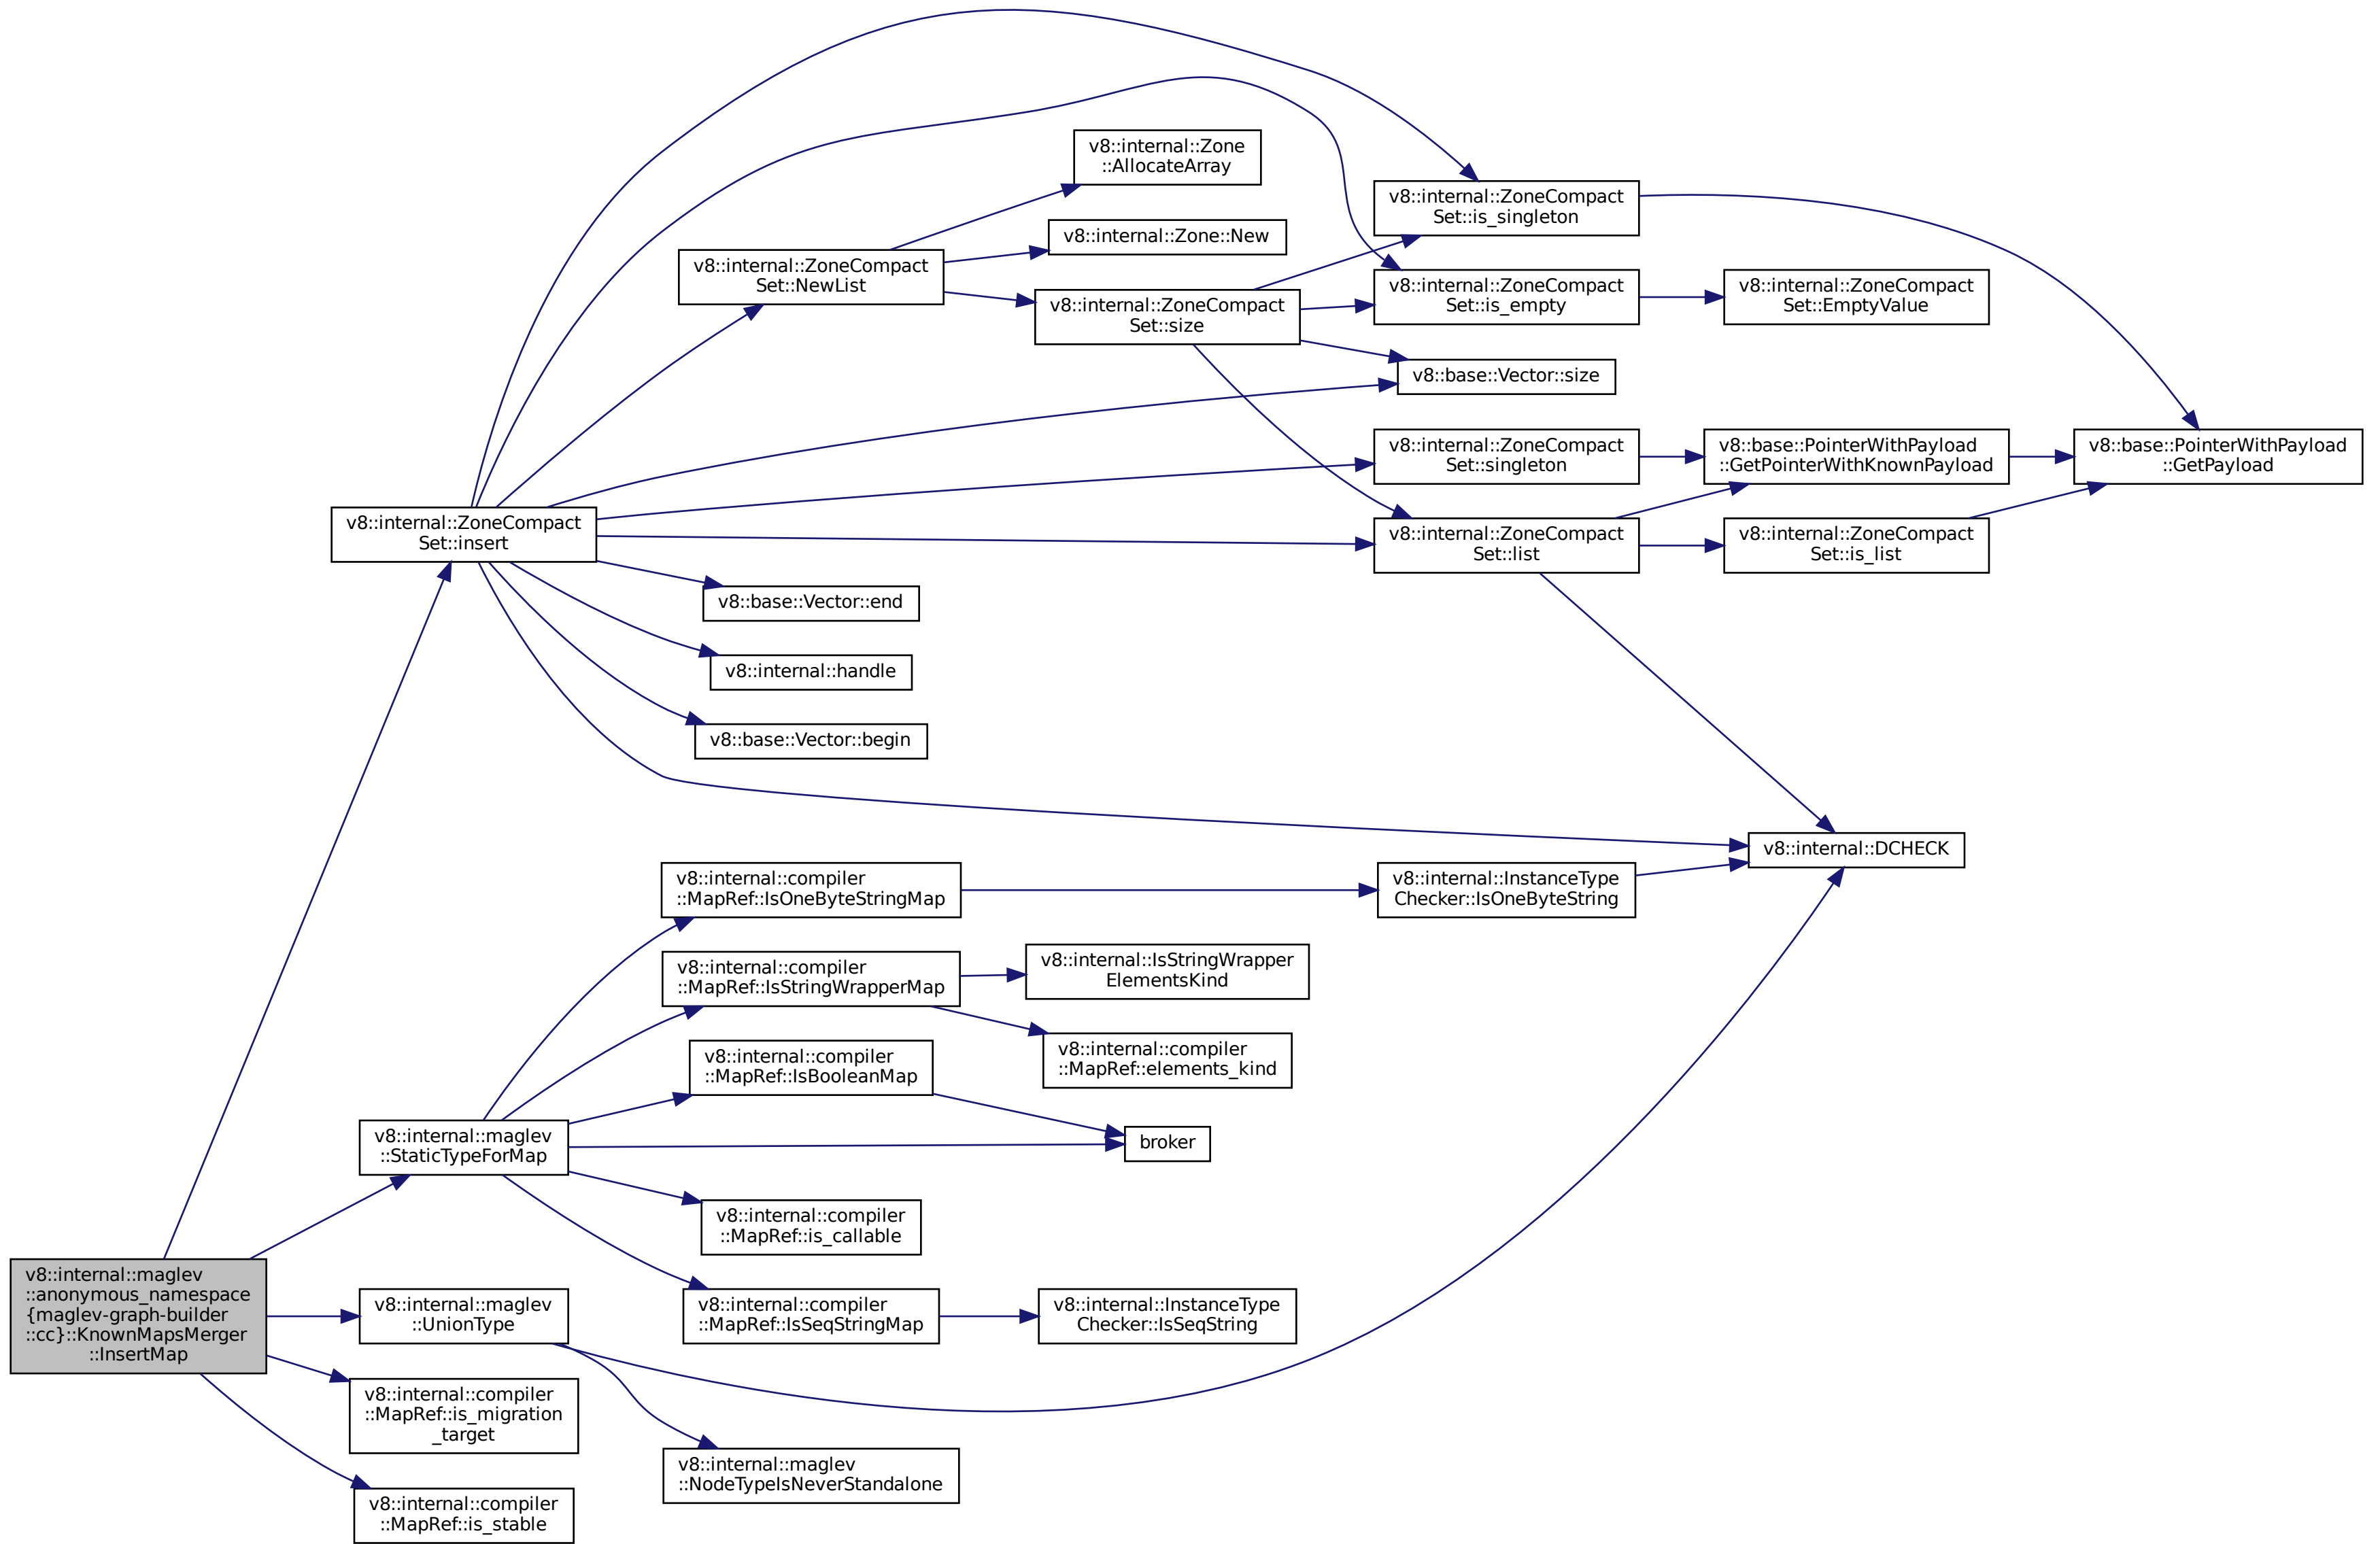 v8::internal::Zone
::AllocateArray
v8::internal::ZoneCompact
Set::is_singleton
v8::internal::Zone::New
v8::internal::ZoneCompact
Set::NewList
v8::internal::ZoneCompact
Set::is_empty
v8::internal::ZoneCompact
Set::EmptyValue
v8::internal::ZoneCompact
Set::size
v8::base::Vector::size
v8::internal::ZoneCompact
Set::singleton
v8::base::PointerWithPayload
::GetPointerWithKnownPayload
v8::base::PointerWithPayload
::GetPayload
v8::internal::ZoneCompact
Set::insert
v8::internal::ZoneCompact
Set::list
v8::internal::ZoneCompact
Set::is_list
v8::base::Vector::end
v8::internal::handle
v8::base::Vector::begin
v8::internal::DCHECK
v8::internal::compiler
::MapRef::IsOneByteStringMap
v8::internal::InstanceType
Checker::IsOneByteString
v8::internal::compiler
::MapRef::IsStringWrapperMap
v8::internal::IsStringWrapper
ElementsKind
v8::internal::compiler
::MapRef::elements_kind
v8::internal::compiler
::MapRef::IsBooleanMap
v8::internal::maglev
::StaticTypeForMap
broker
v8::internal::compiler
::MapRef::is_callable
v8::internal::maglev
::anonymous_namespace
{maglev-graph-builder
::cc}::KnownMapsMerger
::InsertMap
v8::internal::maglev
::UnionType
v8::internal::compiler
::MapRef::IsSeqStringMap
v8::internal::InstanceType
Checker::IsSeqString
v8::internal::compiler
::MapRef::is_migration
_target
v8::internal::maglev
::NodeTypeIsNeverStandalone
v8::internal::compiler
::MapRef::is_stable